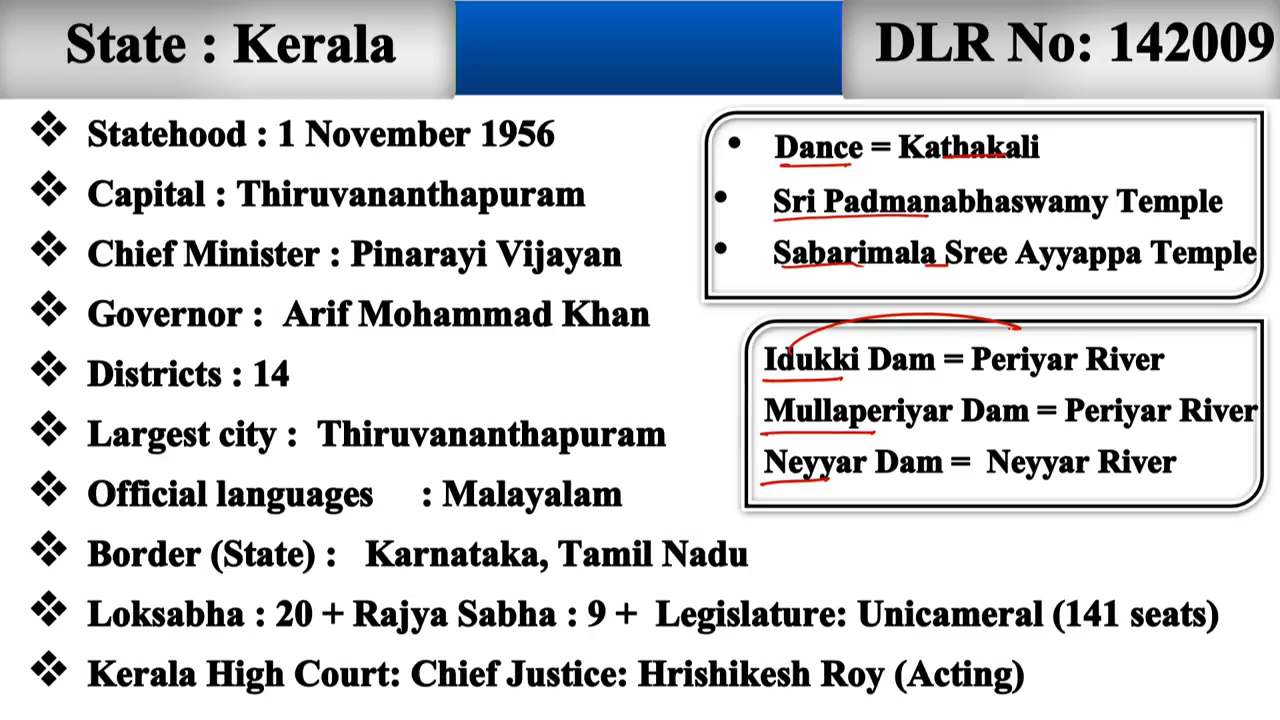 State : Kerala
DLR No: 142009
❖ Statehood : 1 November 1956
❖ Capital : Thiruvananthapuram
❖ Chief Minister : Pinarayi Vijayan
❖ Governor : Arif Mohammad Khan
❖ Districts : 14
❖ Largest city : Thiruvananthapuram
❖ Official languages : Malayalam
❖ Border (State) : Karnataka, Tamil Nadu
❖ Loksabha : 20 + Rajya Sabha : 9 + Legislature: Unicameral (141 seats)
❖ Kerala High Court: Chief Justice: Hrishikesh Roy (Acting)
• Dance = Kathakali
• Sri Padmanabhaswamy Temple
• Sabarimala Sree Ayyappa Temple
Idukki Dam = Periyar River
Mullaperiyar Dam = Periyar River
Neyyar Dam = Neyyar River